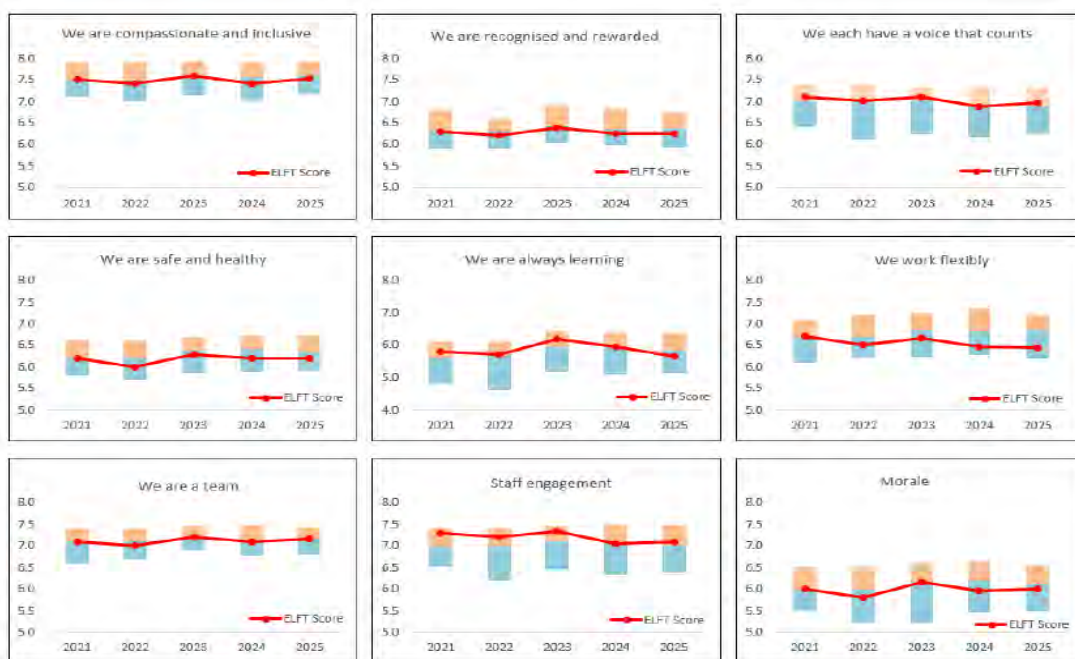 We are compassionate and inclusive
8.0
7.5
7.0
6.5
6.0
5.5
5.0
ELFT Score
2021 2022 2023 2024 2025
We are recognised and rewarded
8.0
7.5
7.0
6.5
6.0
5.5
5.0
ELFT Score
2021 2022 2023 2024 2025
We each have a voice that counts
8.0
7.5
7.0
6.5
6.0
5.5
5.0
ELFT Score
2021 2022 2023 2024 2025
We are safe and healthy
8.0
7.5
7.0
6.5
6.0
5.5
5.0
ELFT Score
2021 2022 2023 2024 2025
We are always learning
8.0
7.0
6.0
5.0
4.0
ELFT Score
2021 2022 2023 2024 2025
We work flexibly
8.0
7.5
7.0
6.5
6.0
5.5
5.0
ELFT Score
2021 2022 2023 2024 2025
We are a team
8.0
7.5
7.0
6.5
6.0
5.5
5.0
ELFT Score
2021 2022 2023 2024 2025
Staff engagement
8.0
7.5
7.0
6.5
6.0
5.5
5.0
ELFT Score
2021 2022 2023 2024 2025
Morale
8.0
7.5
7.0
6.5
6.0
5.5
5.0
ELFT Score
2021 2022 2023 2024 2025